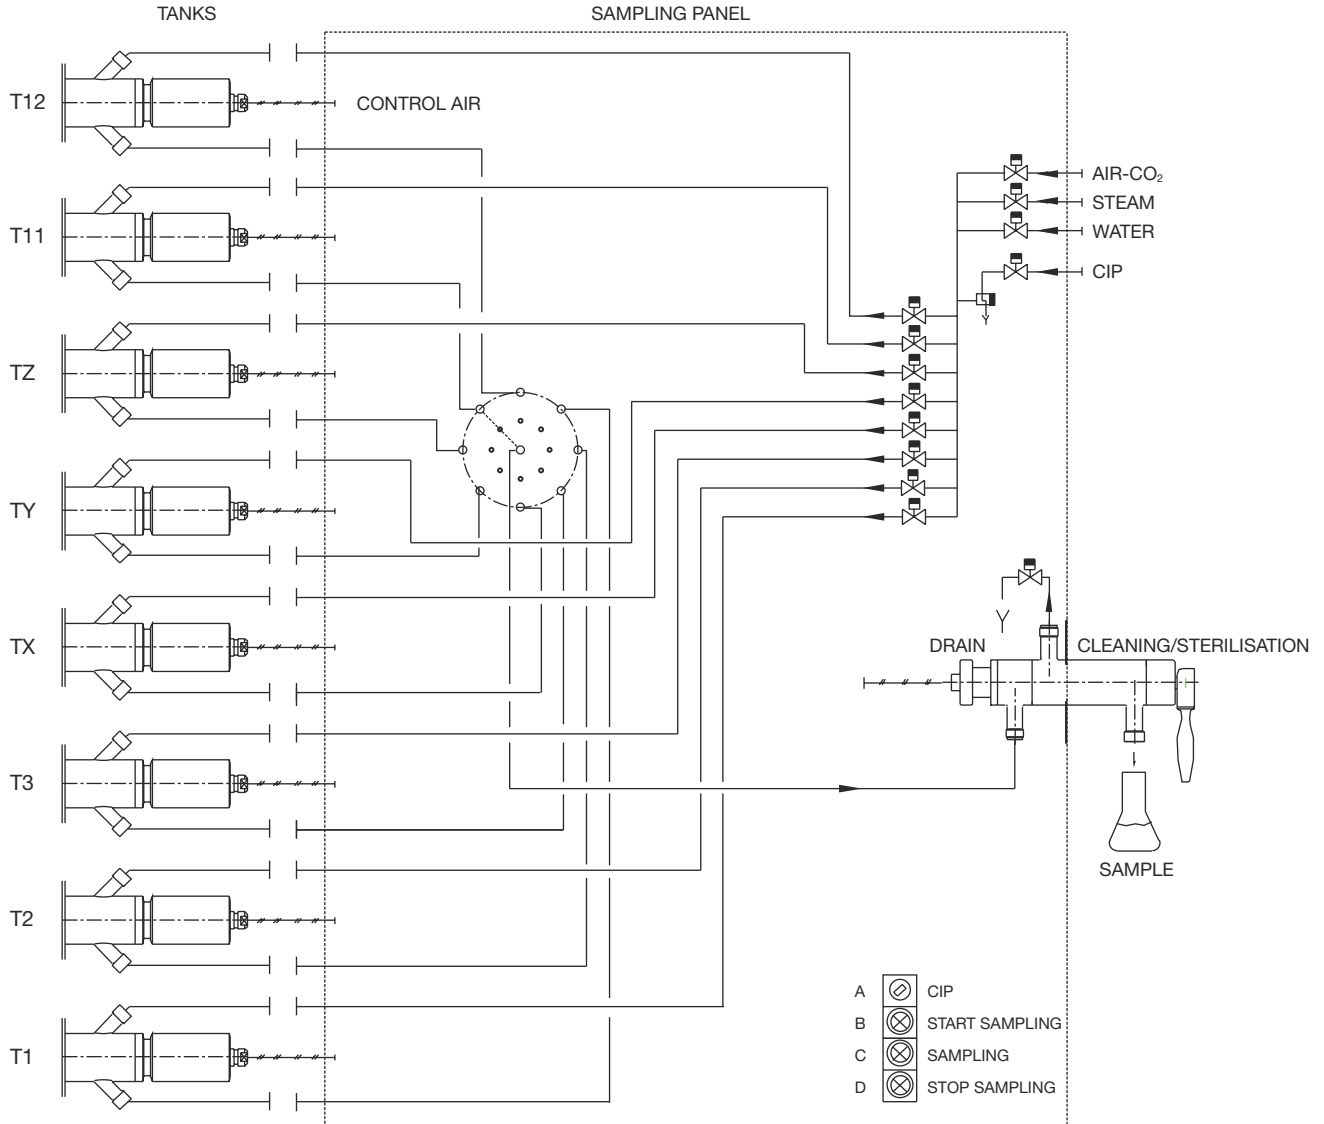 TANKS
SAMPLING PANEL
T12
CONTROL AIR
AIR-CO₂
STEAM
T11
WATER
CIP
TZ
TY
TX
DRAIN
CLEANING/STERILISATION
T3
SAMPLE
T2
A CIP
B START SAMPLING
T1
C SAMPLING
D STOP SAMPLING